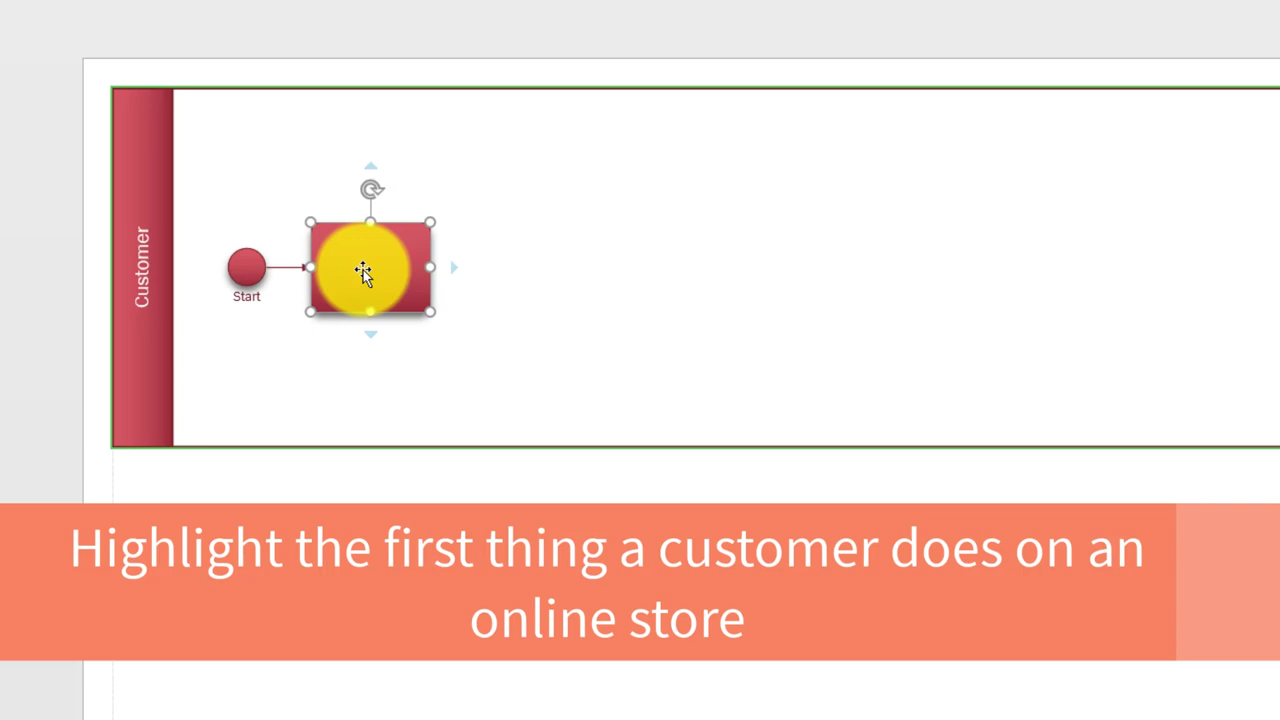 Customer
Start
Highlight the first thing a customer does on an
online store